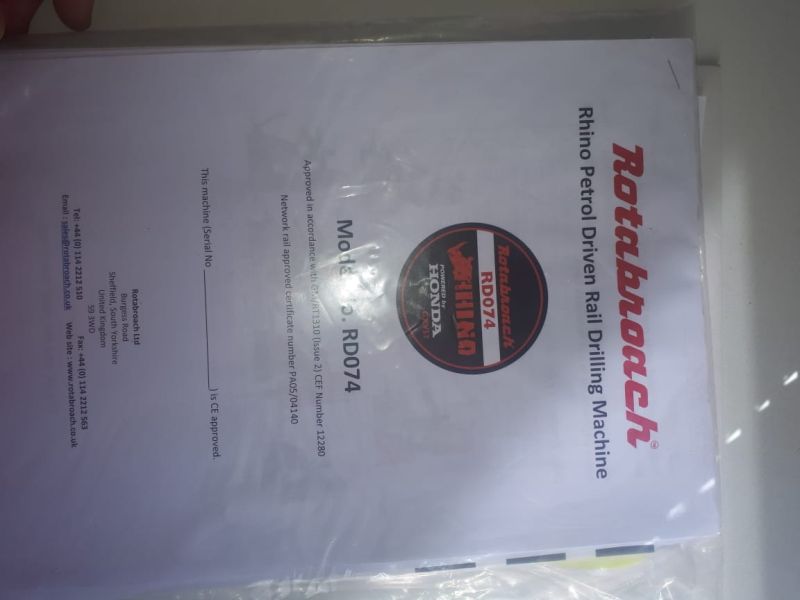 Rotabroach™
Rhino Petrol Driven Rail Drilling Machine
Rotabroach
RD074
RHINO
POWERED by
HONDA
GXH50
Model No. RD074
Approved in accordance with GM/RT1310 (Issue 2) CEF Number 12280
Network rail approved certificate number PA05/04140
This machine (Serial No ____________________) is CE approved.
Rotabroach Ltd
Burgess Road
Sheffield, South Yorkshire
United Kingdom
S9 3WD
Tel: +44 (0) 114 2212 510 Fax: +44 (0) 114 2212 563
Email : sales@rotabroach.co.uk Web site : www.rotabroach.co.uk